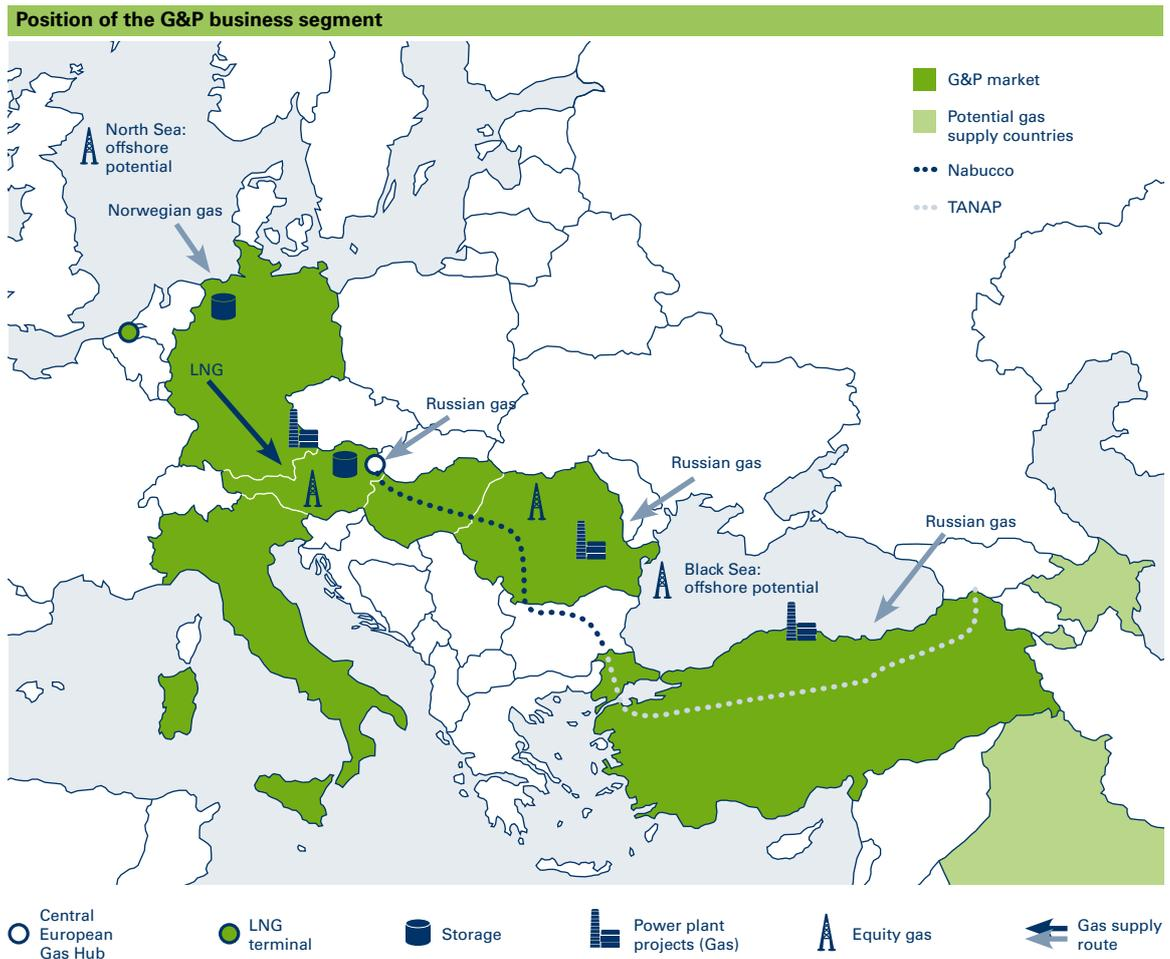 Position of the G&P business segment
G&P market
Potential gas
supply countries
Nabucco
TANAP
North Sea:
offshore
potential
Norwegian gas
LNG
Russian gas
Russian gas
Russian gas
Black Sea:
offshore potential
Central
European
Gas Hub
LNG
terminal
Storage
Power plant
projects (Gas)
Equity gas
Gas supply
route